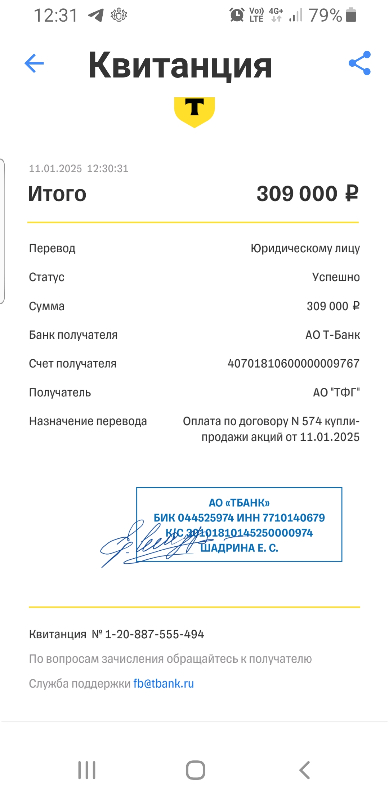 12:31
Vo)) LTE 4G+ 79%
Квитанция
T
11.01.2025 12:30:31
Итого 309 000 ₽
Перевод Юридическому лицу
Статус Успешно
Сумма 309 000 ₽
Банк получателя АО Т-Банк
Счет получателя 40701810600000009767
Получатель АО "ТФГ"
Назначение перевода Оплата по договору N 574 купли-
продажи акций от 11.01.2025
АО «ТБАНК»
БИК 044525974 ИНН 7710140679
К/С 30101810145250000974
ШАДРИНА Е. С.
Квитанция № 1-20-887-555-494
По вопросам зачисления обращайтесь к получателю
Служба поддержки fb@tbank.ru